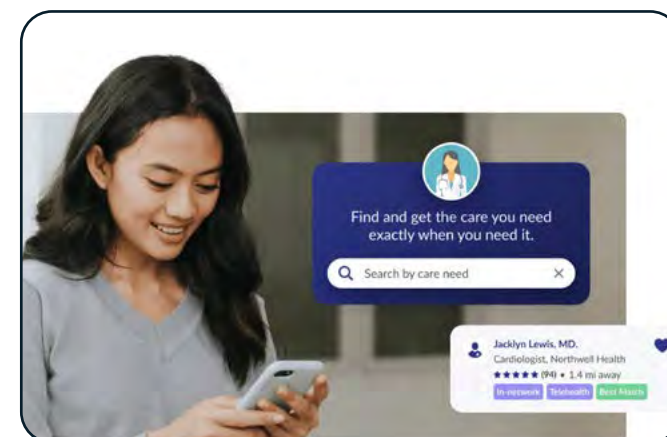 Find and get the care you need
exactly when you need it.
Search by care need
Jacklyn Lewis, MD.
Cardiologist, Northwell Health
★★★★★ (94) • 1.4 mi away
In-network Telehealth Best Match